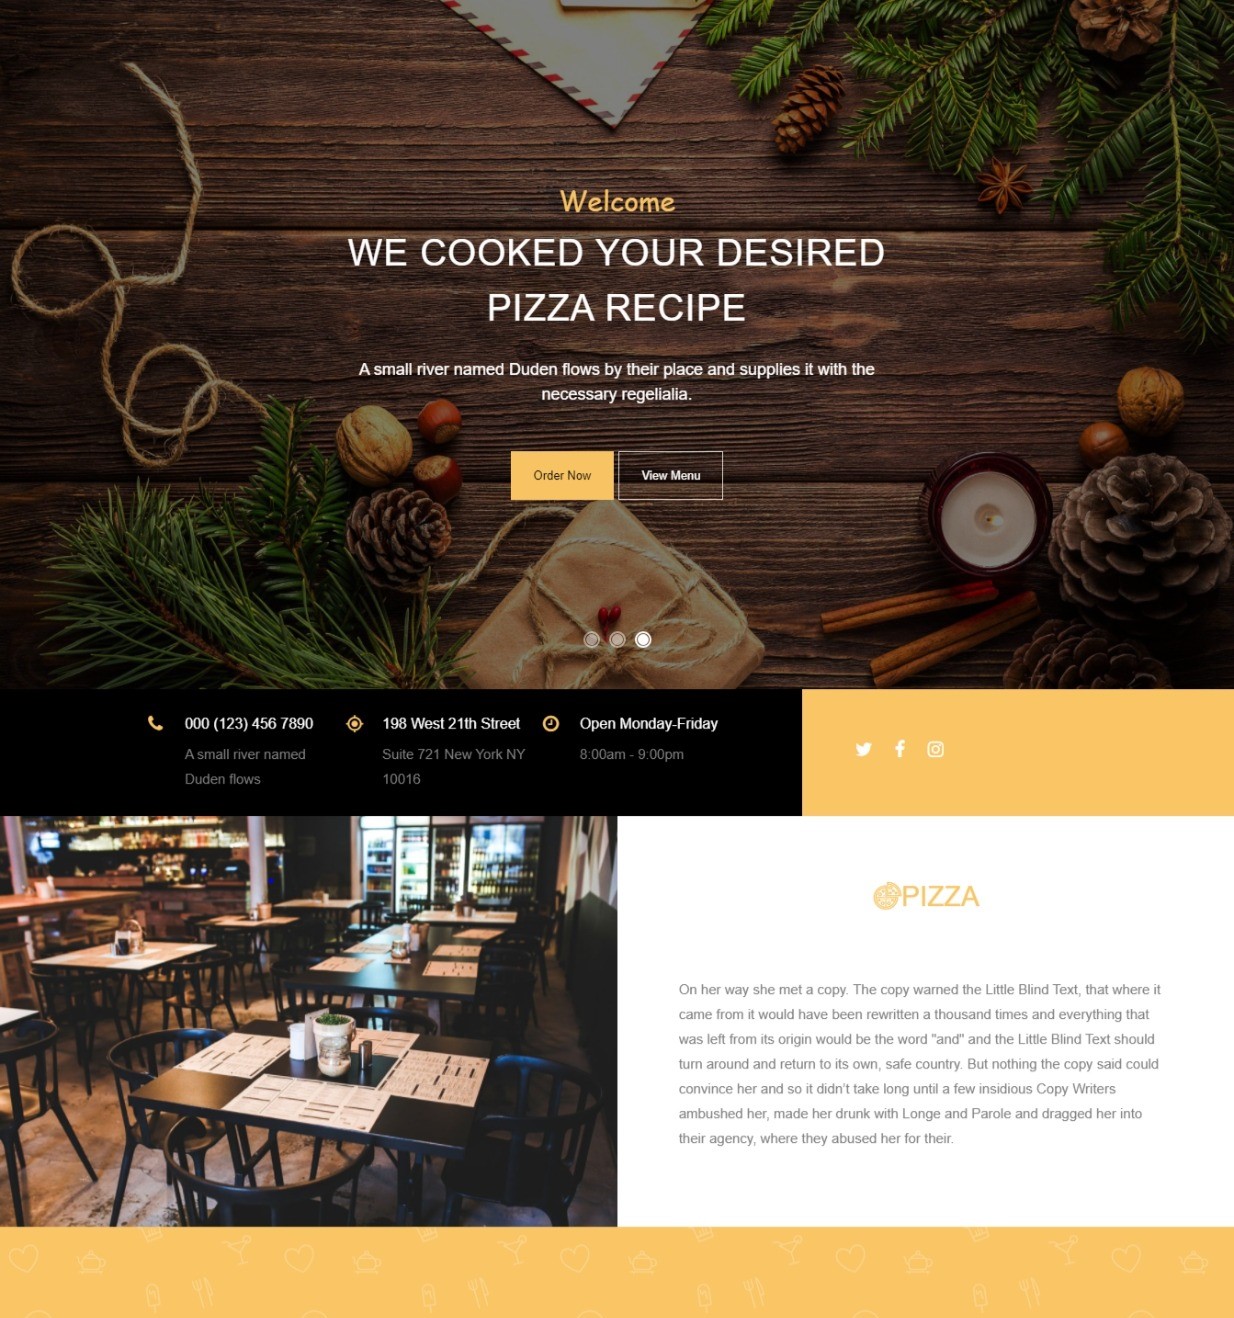 Welcome
WE COOKED YOUR DESIRED
PIZZA RECIPE
A small river named Duden flows by their place and supplies it with the
necessary regelialia.
Order Now
View Menu
000 (123) 456 7890
A small river named
Duden flows
198 West 21th Street
Suite 721 New York NY
10016
Open Monday-Friday
8:00am - 9:00pm
PIZZA
On her way she met a copy. The copy warned the Little Blind Text, that where it
came from it would have been rewritten a thousand times and everything that
was left from its origin would be the word "and" and the Little Blind Text should
turn around and return to its own, safe country. But nothing the copy said could
convince her and so it didn't take long until a few insidious Copy Writers
ambushed her, made her drunk with Longe and Parole and dragged her into
their agency, where they abused her for their.